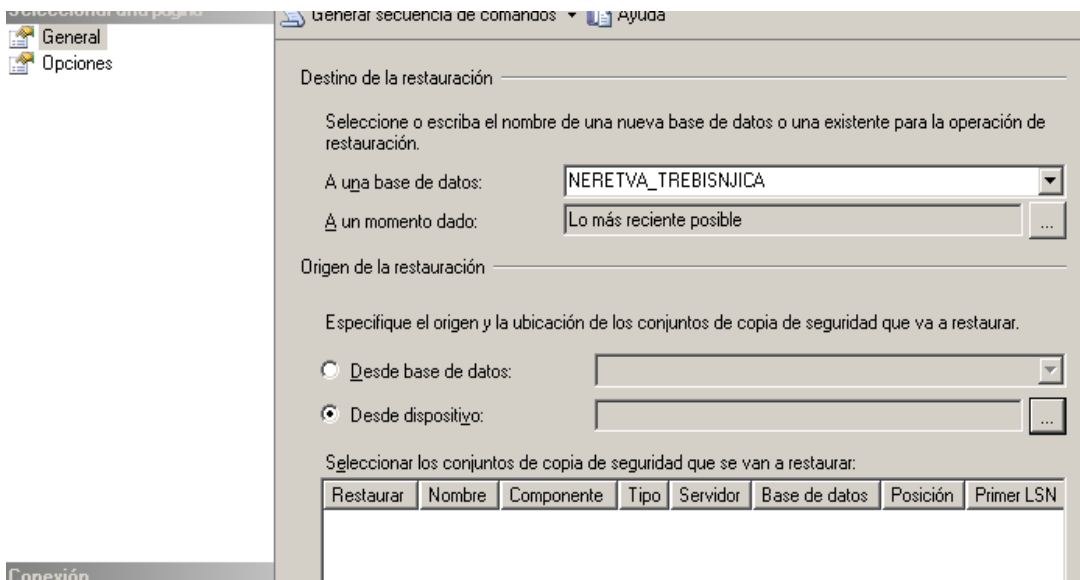 Seleccionar una página
Generar secuencia de comandos Ayuda
General
Opciones
Destino de la restauración
Seleccione o escriba el nombre de una nueva base de datos o una existente para la operación de
restauración.
A una base de datos: NERETVA_TREBISNJICA
A un momento dado: Lo más reciente posible ...
Origen de la restauración
Especifique el origen y la ubicación de los conjuntos de copia de seguridad que va a restaurar.
Desde base de datos:
Desde dispositivo: ...
Seleccionar los conjuntos de copia de seguridad que se van a restaurar:
Restaurar Nombre Componente Tipo Servidor Base de datos Posición Primer LSN
Conexión